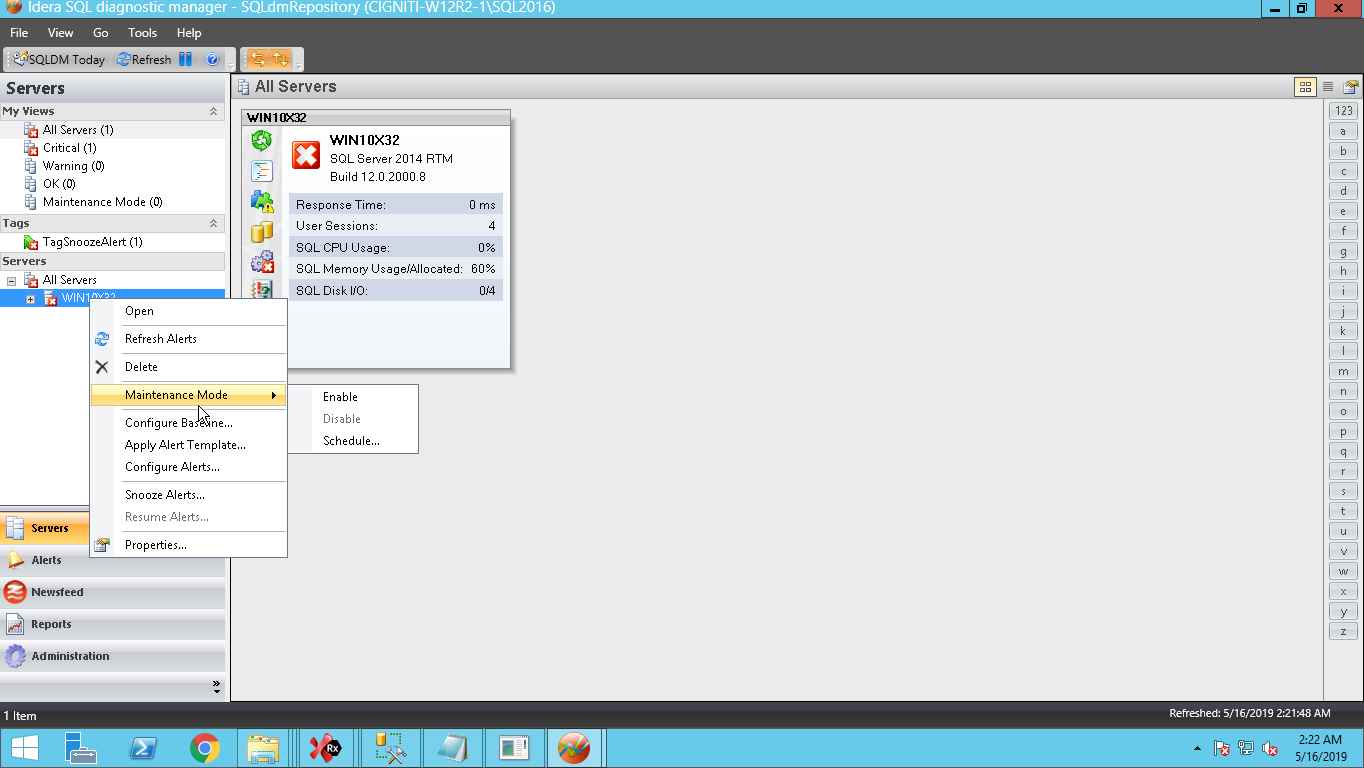 Idera SQL diagnostic manager - SQLdmRepository (CIGNITI-W12R2-1\SQL2016)
File View Go Tools Help
SQLDM Today Refresh
Servers
All Servers
My Views
All Servers (1)
Critical (1)
Warning (0)
OK (0)
Maintenance Mode (0)
Tags
TagSnoozeAlert (1)
Servers
All Servers
WIN10X32
Open
Refresh Alerts
Delete
Maintenance Mode
Configure Baseline...
Apply Alert Template...
Configure Alerts...
Snooze Alerts...
Resume Alerts...
Properties...
Enable
Disable
Schedule...
WIN10X32
WIN10X32
SQL Server 2014 RTM
Build 12.0.2000.8
Response Time: 0 ms
User Sessions: 4
SQL CPU Usage: 0%
SQL Memory Usage/Allocated: 60%
SQL Disk I/O: 0/4
123
a
b
c
d
e
f
g
h
i
j
k
l
m
n
o
p
q
r
s
t
u
v
w
x
y
z
Servers
Alerts
Newsfeed
Reports
Administration
1 Item
Refreshed: 5/16/2019 2:21:48 AM
Rx
2:22 AM
5/16/2019